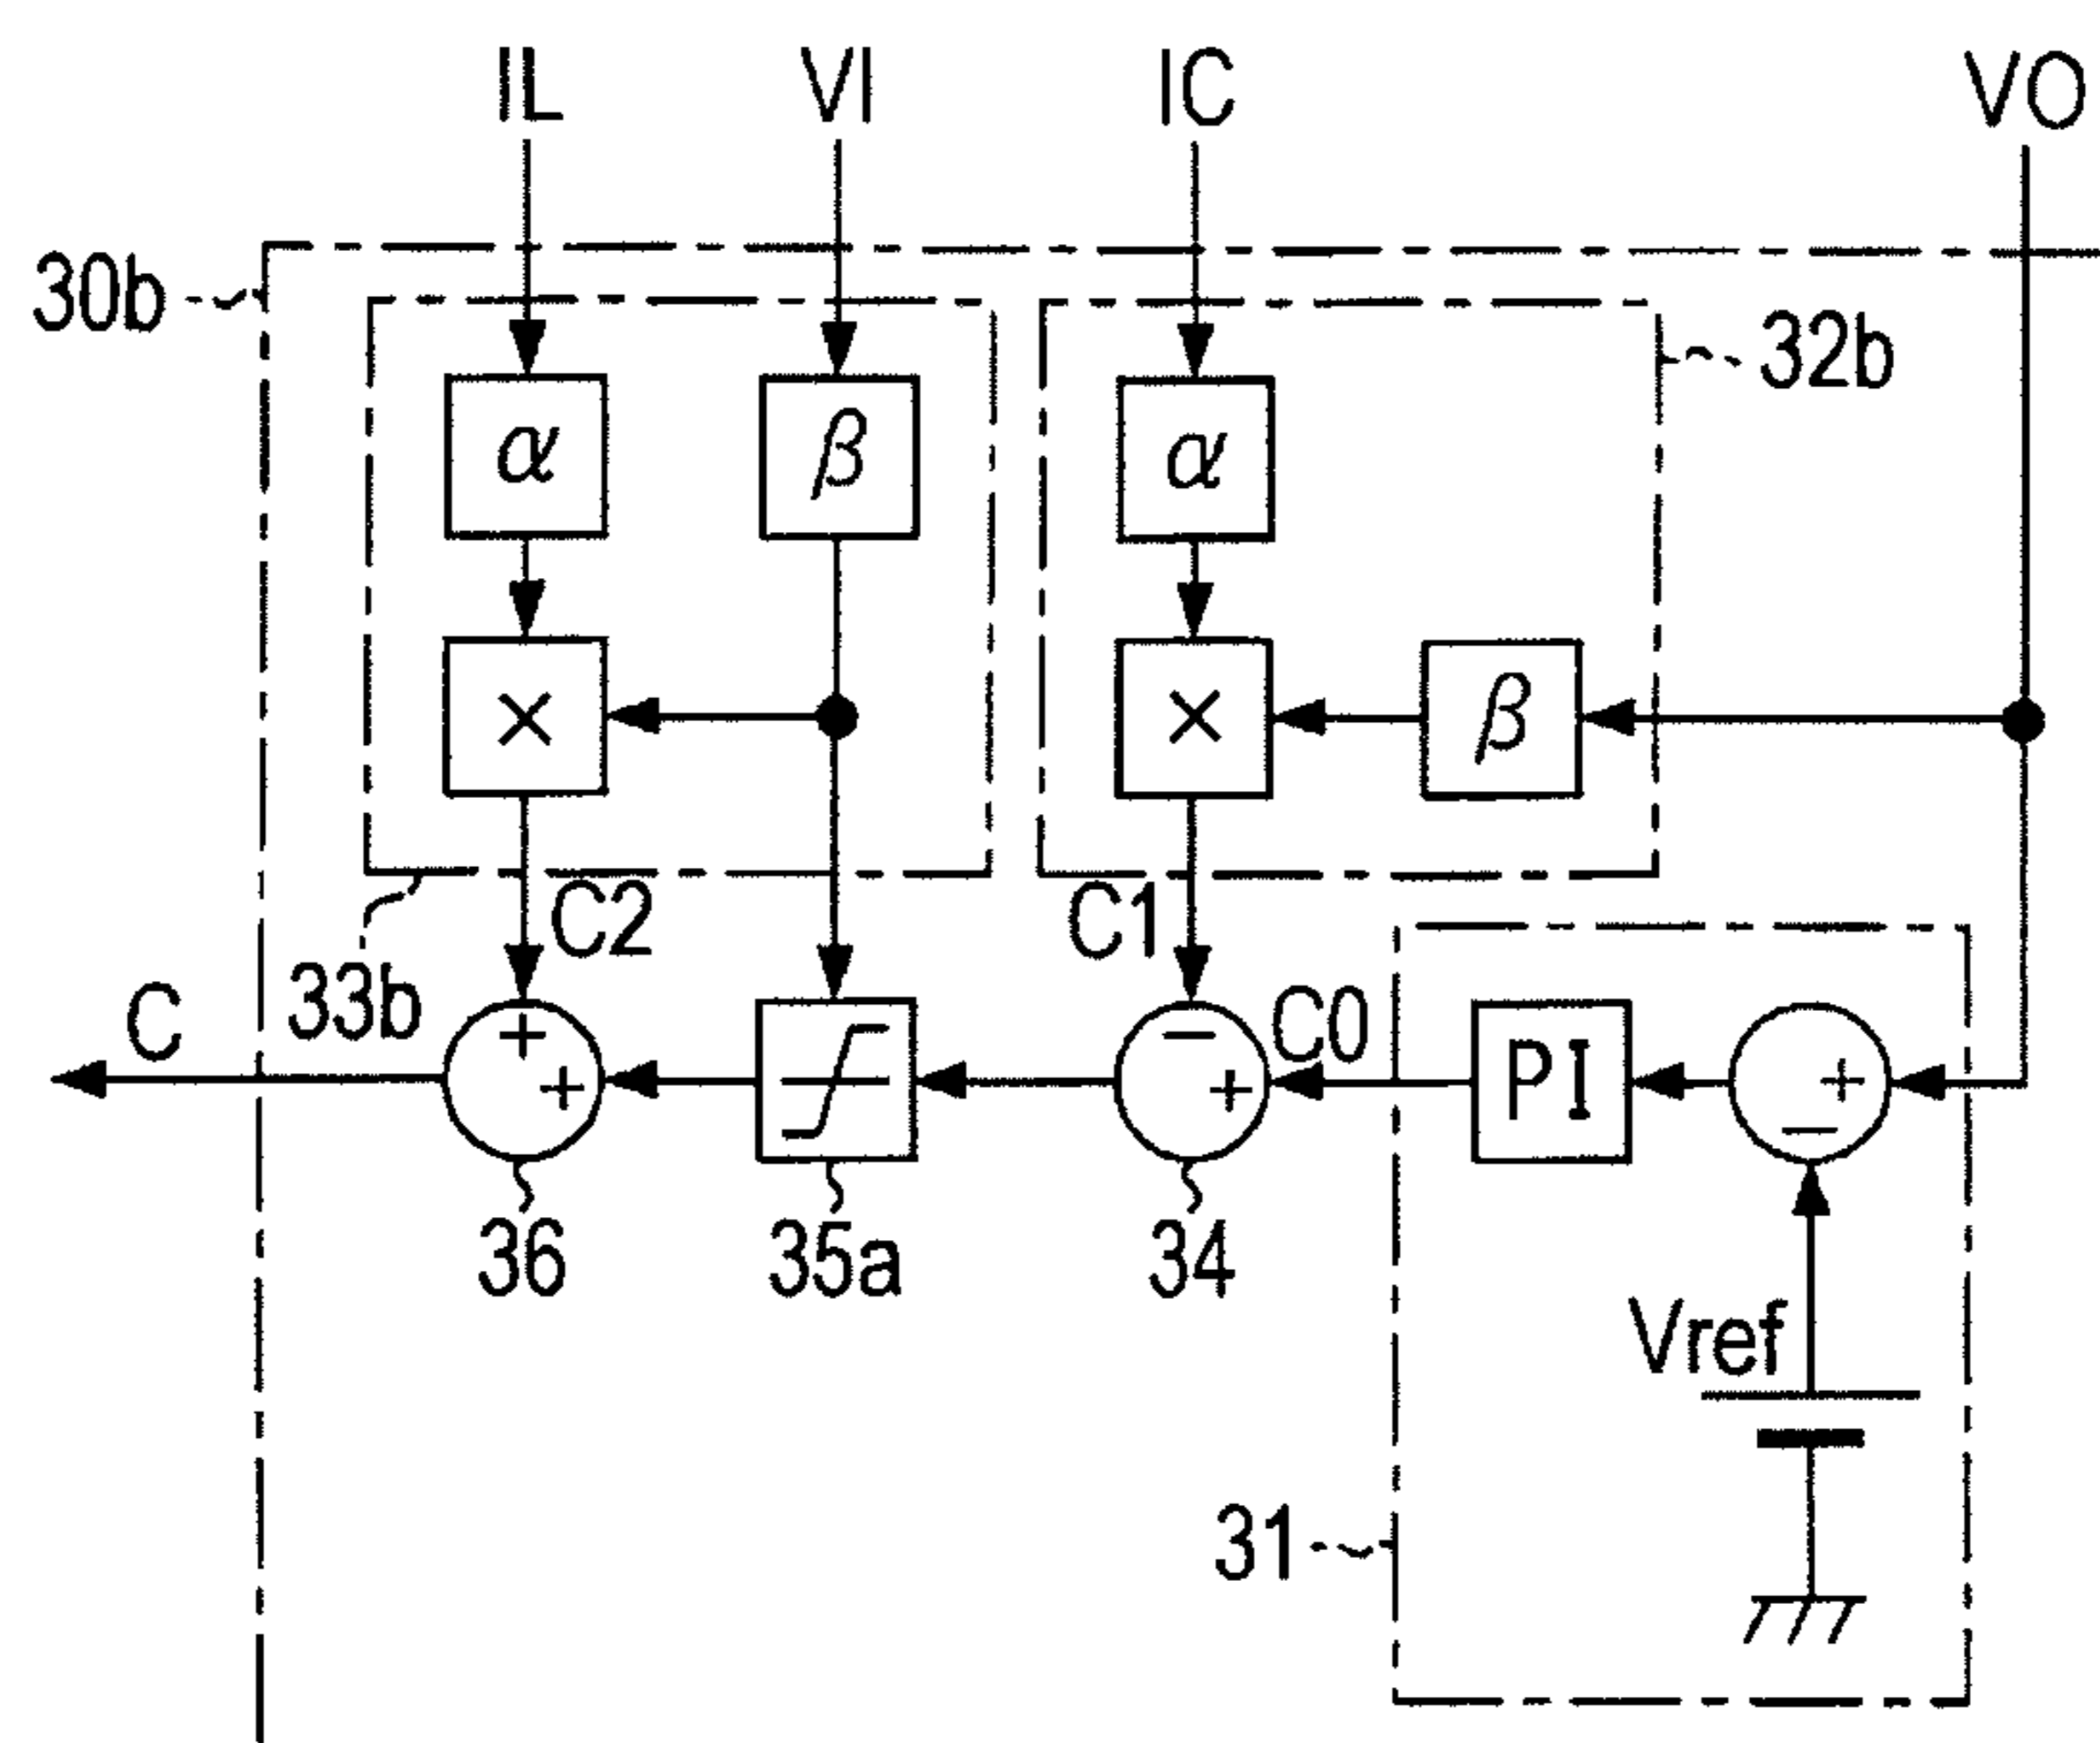 IL VI IC VO
30b
32b
α β α
× × β
C2 C1
33b
C C0
+ − 
+ + PI +
−
36 35a 34
Vref
31